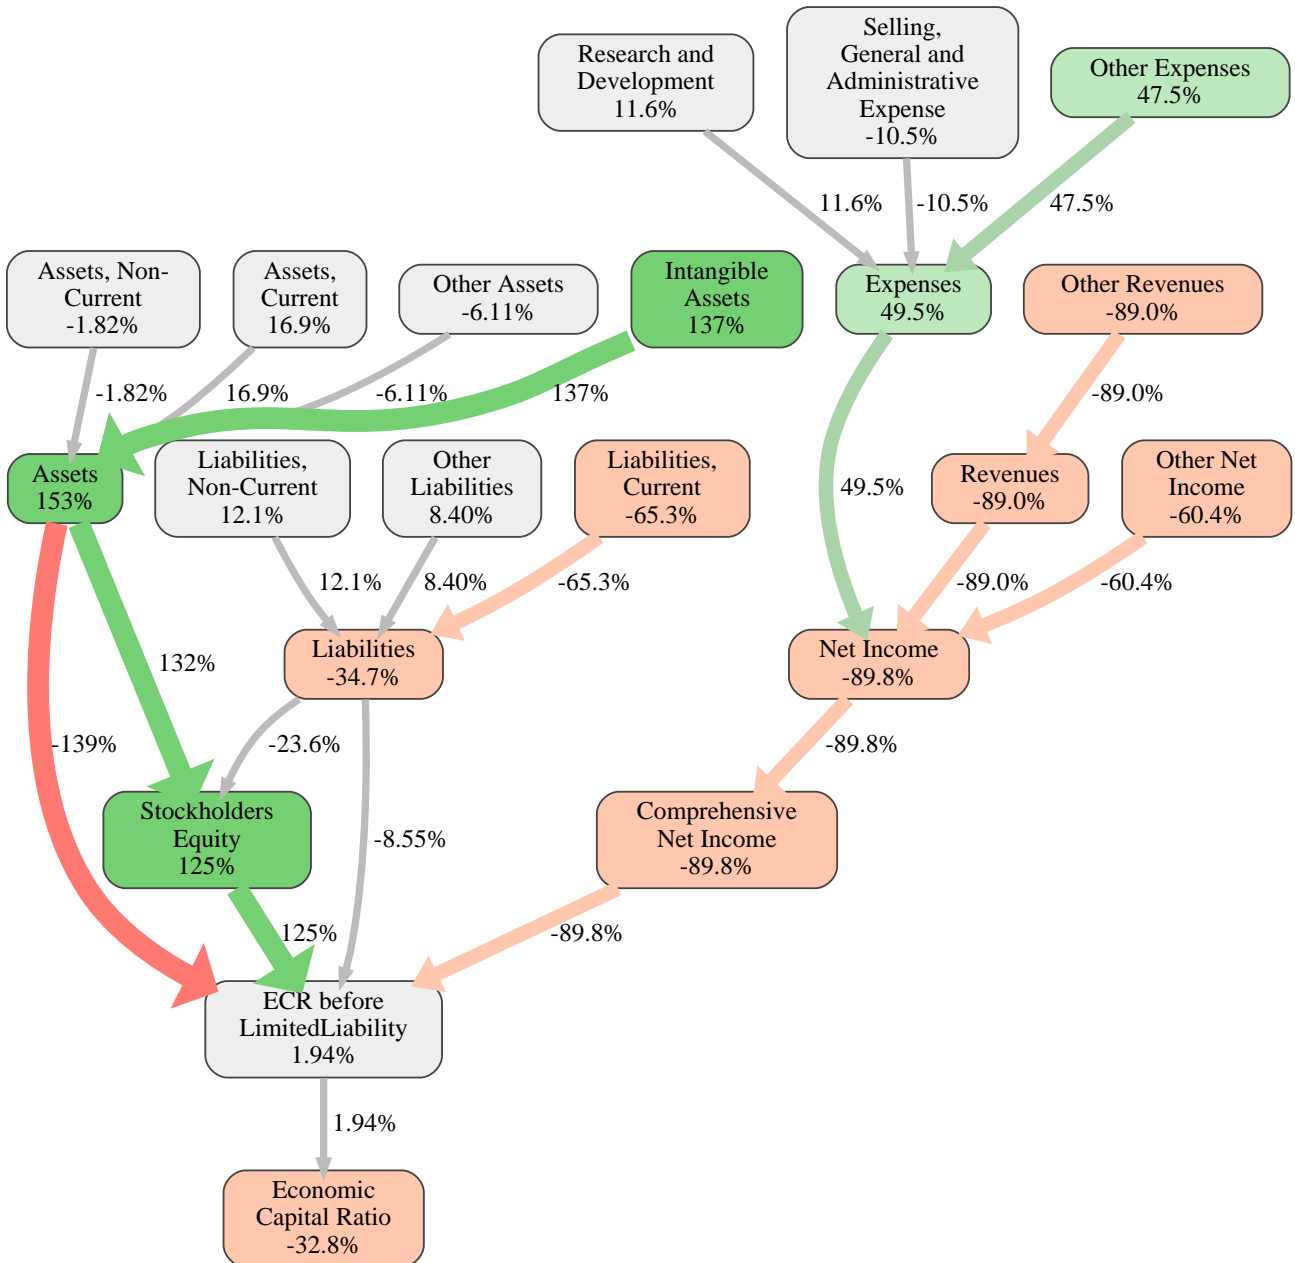 Research and
Development
11.6%
Selling,
General and
Administrative
Expense
-10.5%
Other Expenses
47.5%
11.6%
-10.5%
47.5%
Assets, Non-
Current
-1.82%
Assets,
Current
16.9%
Other Assets
-6.11%
Intangible
Assets
137%
Expenses
49.5%
Other Revenues
-89.0%
-1.82%
16.9%
-6.11%
137%
-89.0%
Assets
153%
Liabilities,
Non-Current
12.1%
Other
Liabilities
8.40%
Liabilities,
Current
-65.3%
49.5%
Revenues
-89.0%
Other Net
Income
-60.4%
12.1%
8.40%
-65.3%
-89.0%
-60.4%
132%
Liabilities
-34.7%
Net Income
-89.8%
-139%
-23.6%
-89.8%
Stockholders
Equity
125%
-8.55%
Comprehensive
Net Income
-89.8%
125%
-89.8%
ECR before
LimitedLiability
1.94%
1.94%
Economic
Capital Ratio
-32.8%